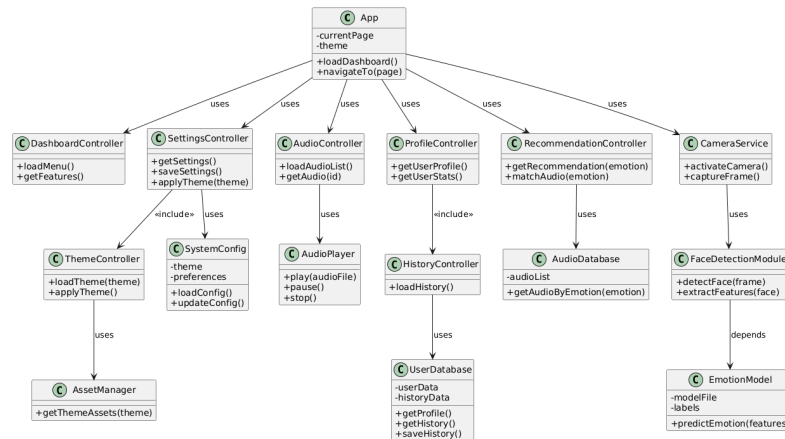 C App
-currentPage
-theme
+loadDashboard()
+navigateTo(page)
uses
uses
uses
uses
uses
uses
C DashboardController
+loadMenu()
+getFeatures()
C SettingsController
+getSettings()
+saveSettings()
+applyTheme(theme)
C AudioController
+loadAudioList()
+getAudio(id)
C ProfileController
+getUserProfile()
+getUserStats()
C RecommendationController
+getRecommendation(emotion)
+matchAudio(emotion)
C CameraService
+activateCamera()
+captureFrame()
«include»
uses
uses
«include»
uses
uses
C ThemeController
+loadTheme(theme)
+applyTheme()
C SystemConfig
-theme
-preferences
+loadConfig()
+updateConfig()
C AudioPlayer
+play(audioFile)
+pause()
+stop()
C HistoryController
+loadHistory()
C AudioDatabase
-audioList
+getAudioByEmotion(emotion)
C FaceDetectionModule
+detectFace(frame)
+extractFeatures(face)
uses
uses
depends
C AssetManager
+getThemeAssets(theme)
C UserDatabase
-userData
-historyData
+getProfile()
+getHistory()
+saveHistory()
C EmotionModel
-modelFile
-labels
+predictEmotion(features